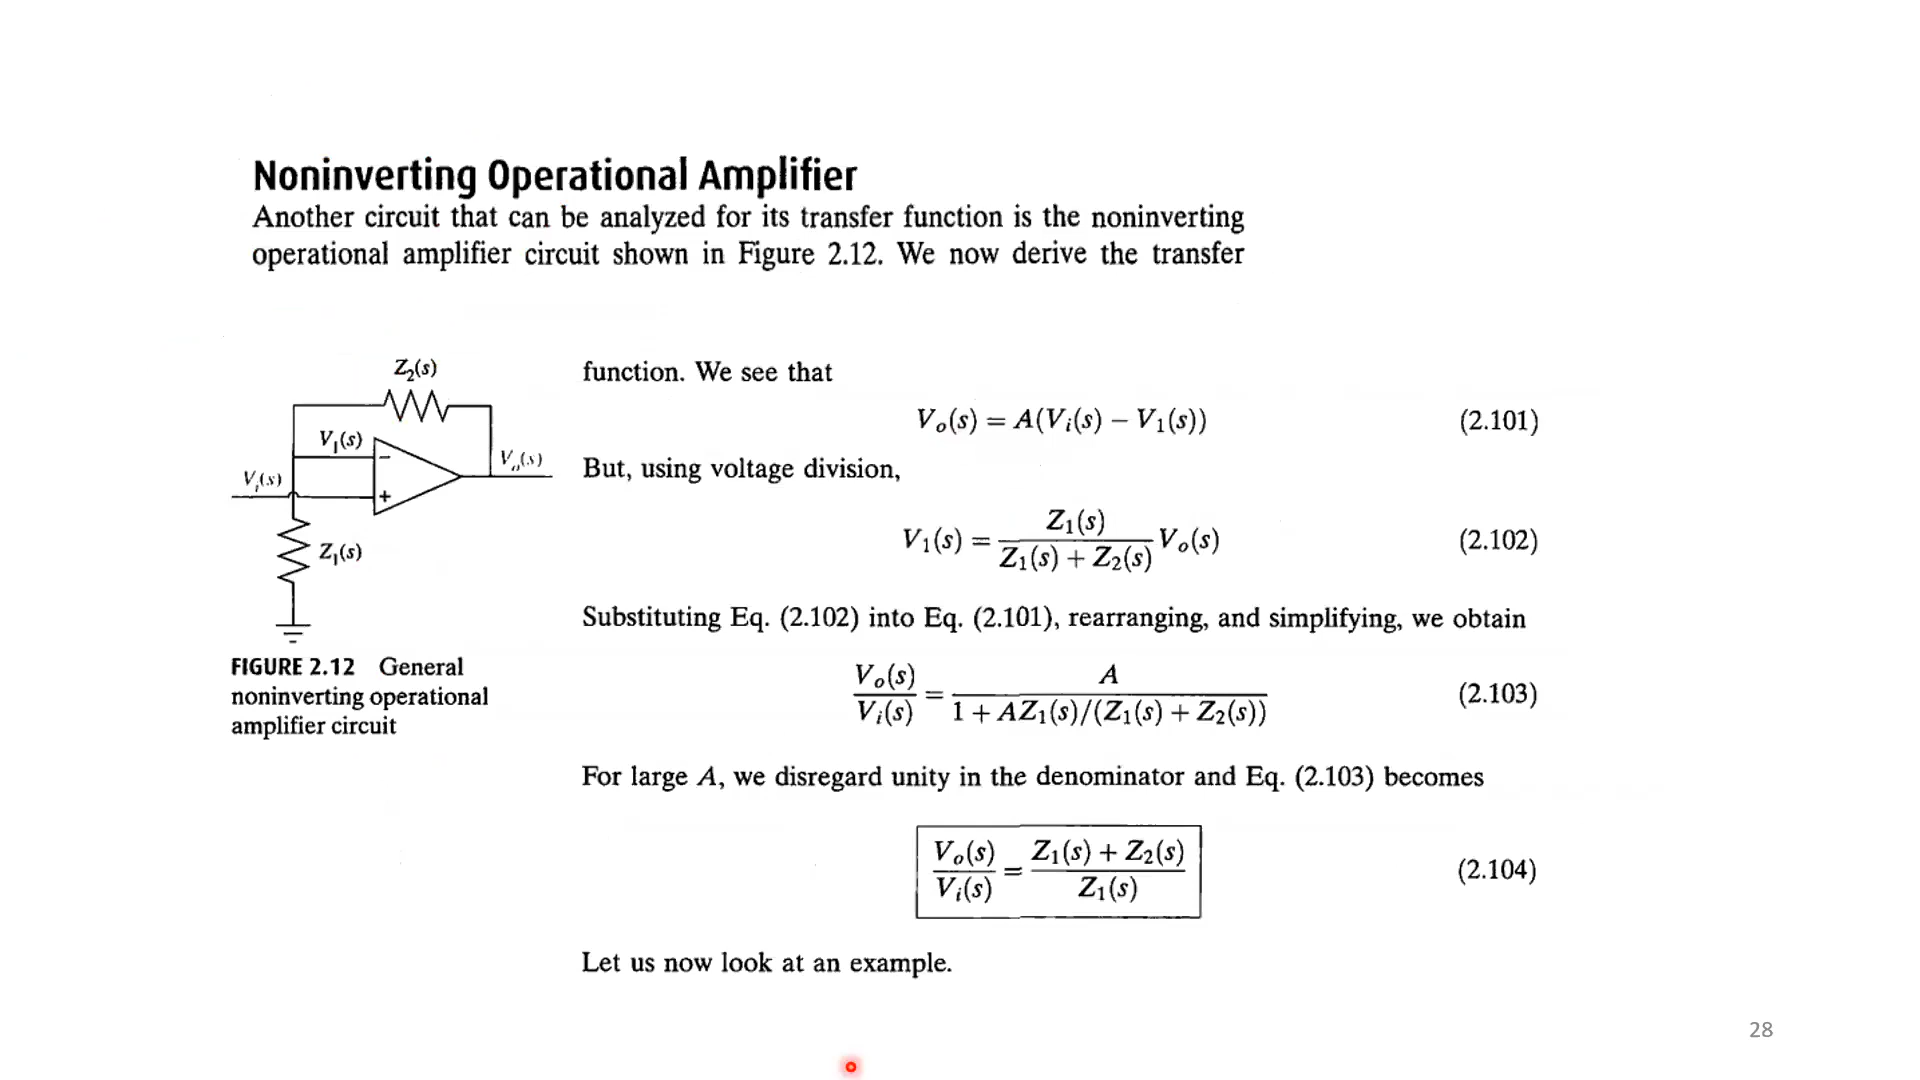 Noninverting Operational Amplifier
Another circuit that can be analyzed for its transfer function is the noninverting
operational amplifier circuit shown in Figure 2.12. We now derive the transfer
Z₂(s)
V₁(s)
Vᵢ(s)
Vₒ(s)
−
+
Z₁(s)
FIGURE 2.12 General
noninverting operational
amplifier circuit
function. We see that
Vₒ(s) = A(Vᵢ(s) − V₁(s)) (2.101)
But, using voltage division,
V₁(s) = Z₁(s) / Z₁(s) + Z₂(s) Vₒ(s) (2.102)
Substituting Eq. (2.102) into Eq. (2.101), rearranging, and simplifying, we obtain
Vₒ(s) / Vᵢ(s) = A / 1 + AZ₁(s)/(Z₁(s) + Z₂(s)) (2.103)
For large A, we disregard unity in the denominator and Eq. (2.103) becomes
Vₒ(s) / Vᵢ(s) = Z₁(s) + Z₂(s) / Z₁(s) (2.104)
Let us now look at an example.
28